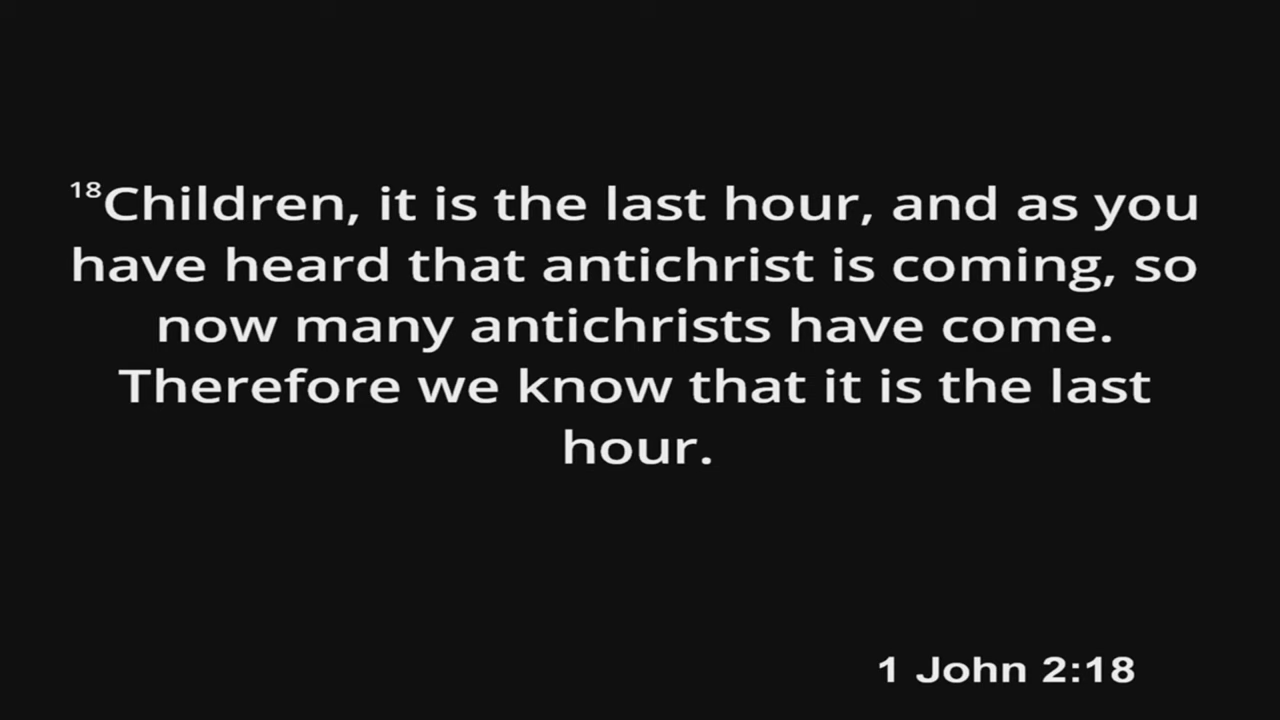 18Children, it is the last hour, and as you
have heard that antichrist is coming, so
now many antichrists have come.
Therefore we know that it is the last
hour.
1 John 2:18